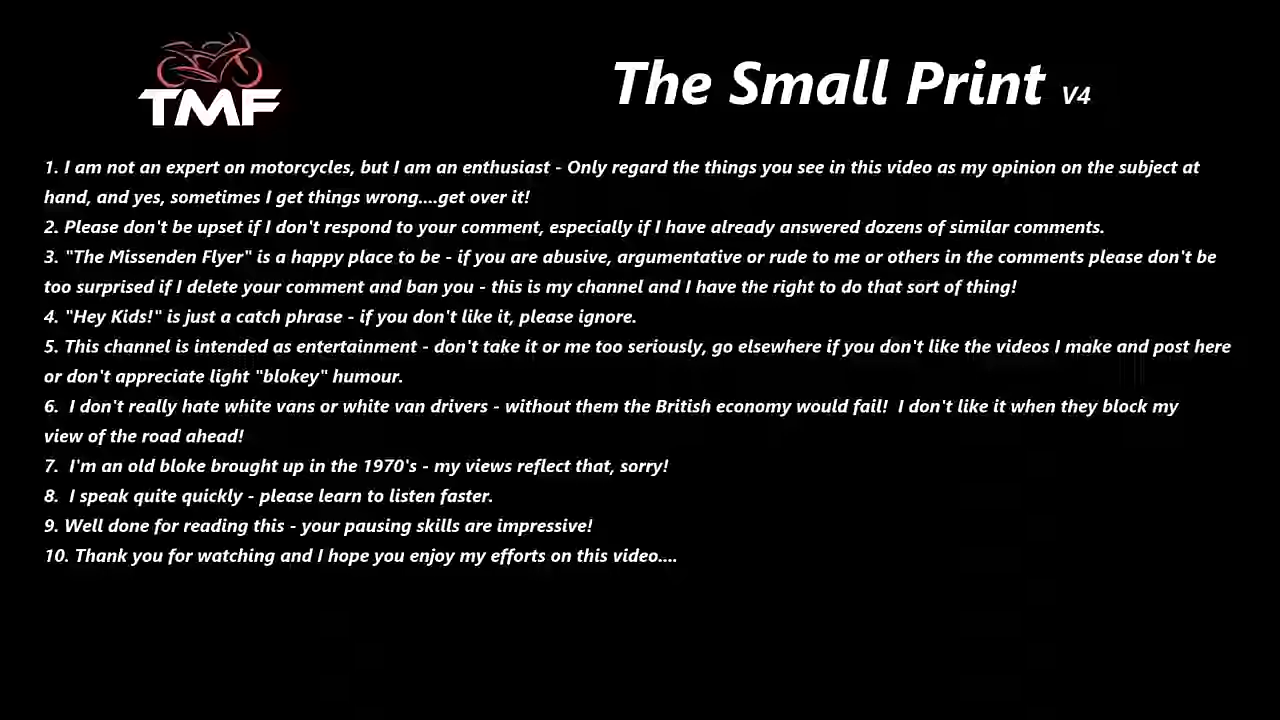 TMF
The Small Print V4
1. I am not an expert on motorcycles, but I am an enthusiast - Only regard the things you see in this video as my opinion on the subject at
hand, and yes, sometimes I get things wrong....get over it!
2. Please don't be upset if I don't respond to your comment, especially if I have already answered dozens of similar comments.
3. "The Missenden Flyer" is a happy place to be - if you are abusive, argumentative or rude to me or others in the comments please don't be
too surprised if I delete your comment and ban you - this is my channel and I have the right to do that sort of thing!
4. "Hey Kids!" is just a catch phrase - if you don't like it, please ignore.
5. This channel is intended as entertainment - don't take it or me too seriously, go elsewhere if you don't like the videos I make and post here
or don't appreciate light "blokey" humour.
6.  I don't really hate white vans or white van drivers - without them the British economy would fail!  I don't like it when they block my
view of the road ahead!
7.  I'm an old bloke brought up in the 1970's - my views reflect that, sorry!
8.  I speak quite quickly - please learn to listen faster.
9. Well done for reading this - your pausing skills are impressive!
10. Thank you for watching and I hope you enjoy my efforts on this video....